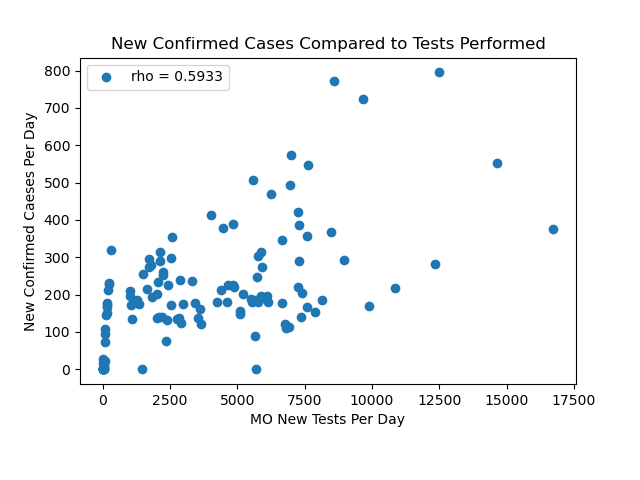 New Confirmed Cases Compared to Tests Performed
rho = 0.5933
800
700
600
500
400
300
200
100
0
New Confirmed Caeses Per Day
0 2500 5000 7500 10000 12500 15000 17500
MO New Tests Per Day